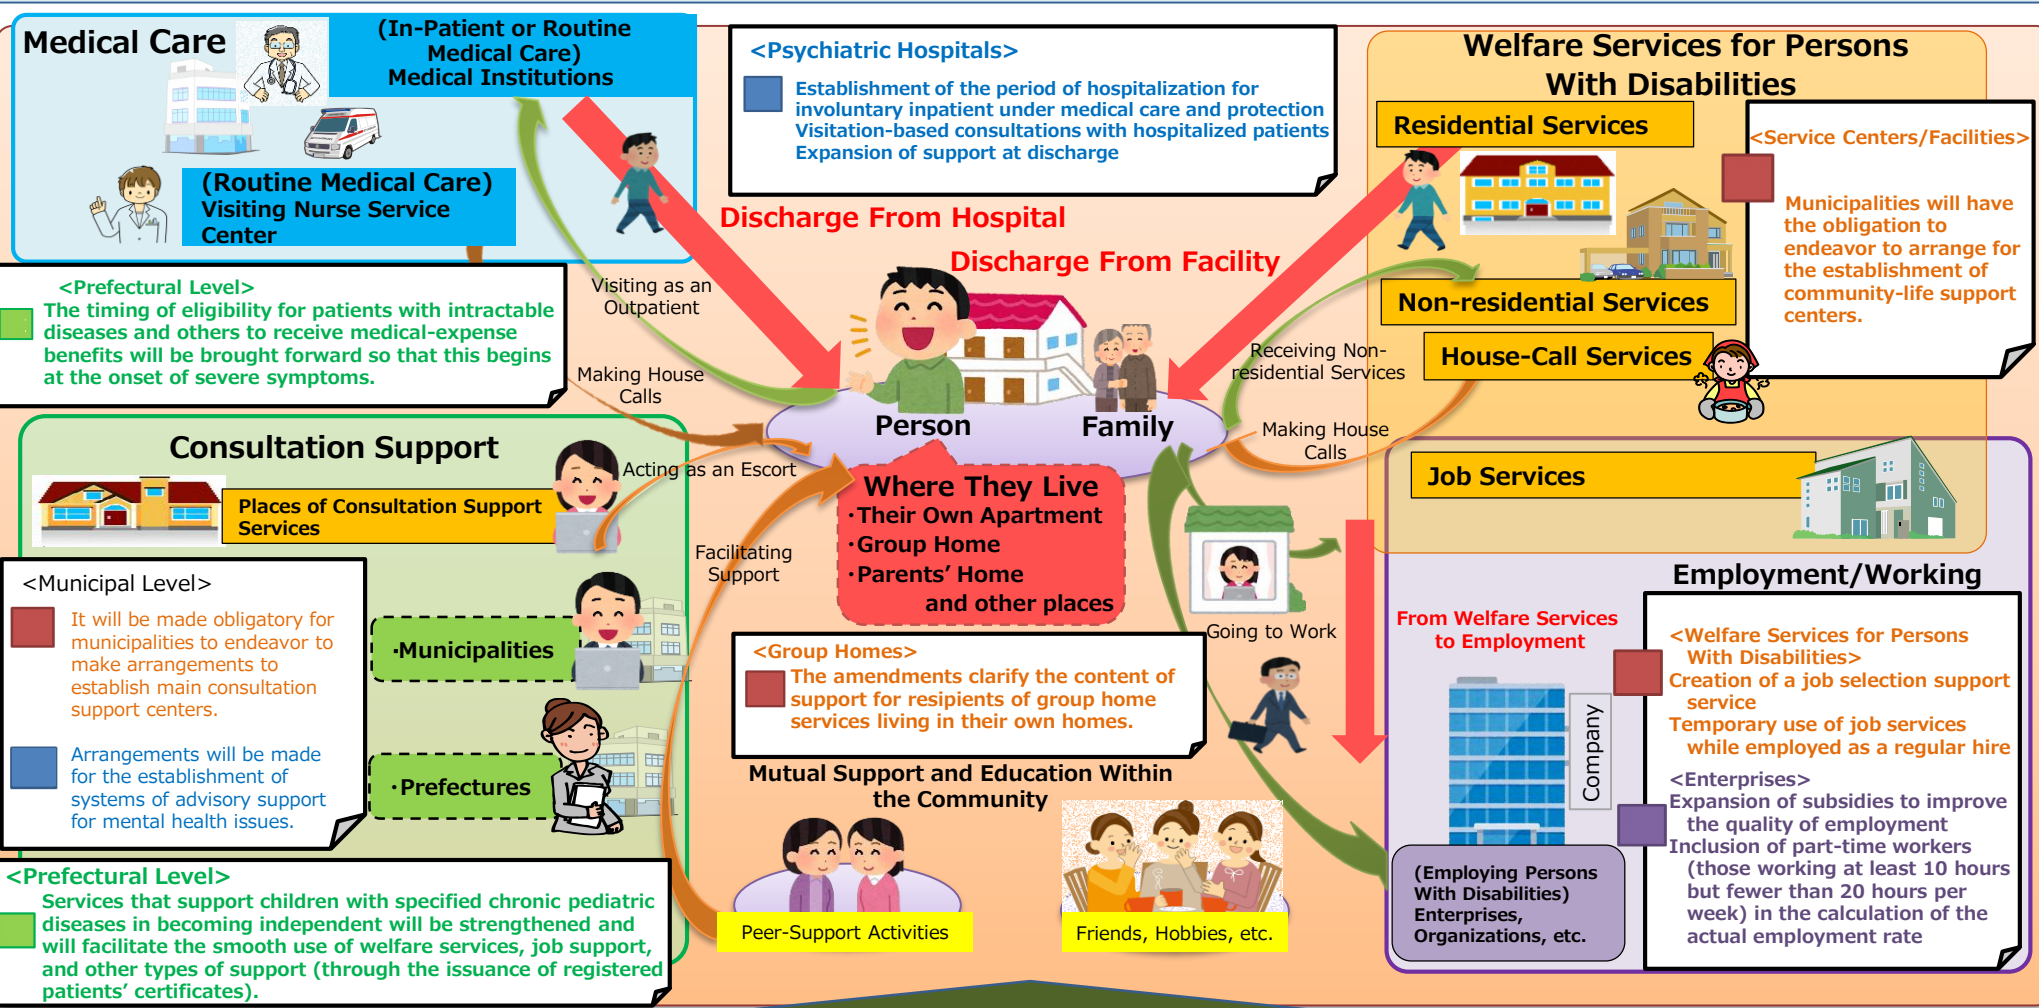 Medical Care
(In-Patient or Routine
Medical Care)
Medical Institutions
(Routine Medical Care)
Visiting Nurse Service
Center
<Psychiatric Hospitals>
Establishment of the period of hospitalization for
involuntary inpatient under medical care and protection
Visitation-based consultations with hospitalized patients
Expansion of support at discharge
Welfare Services for Persons
With Disabilities
Residential Services
<Service Centers/Facilities>
Municipalities will have
the obligation to
endeavor to arrange for
the establishment of
community-life support
centers.
Non-residential Services
House-Call Services
Job Services
Discharge From Hospital
Discharge From Facility
<Prefectural Level>
The timing of eligibility for patients with intractable
diseases and others to receive medical-expense
benefits will be brought forward so that this begins
at the onset of severe symptoms.
Visiting as an
Outpatient
Making House
Calls
Receiving Non-
residential Services
Making House
Calls
Person
Family
Consultation Support
Places of Consultation Support
Services
Acting as an Escort
Facilitating
Support
Where They Live
・Their Own Apartment
・Group Home
・Parents’ Home
and other places
Going to Work
<Municipal Level>
It will be made obligatory for
municipalities to endeavor to
make arrangements to
establish main consultation
support centers.
Arrangements will be made
for the establishment of
systems of advisory support
for mental health issues.
・Municipalities
・Prefectures
<Group Homes>
The amendments clarify the content of
support for resipients of group home
services living in their own homes.
Mutual Support and Education Within
the Community
Peer-Support Activities
Friends, Hobbies, etc.
Employment/Working
From Welfare Services
to Employment
Company
(Employing Persons
With Disabilities)
Enterprises,
Organizations, etc.
<Welfare Services for Persons
With Disabilities>
Creation of a job selection support
service
Temporary use of job services
while employed as a regular hire
<Enterprises>
Expansion of subsidies to improve
the quality of employment
Inclusion of part-time workers
(those working at least 10 hours
but fewer than 20 hours per
week) in the calculation of the
actual employment rate
<Prefectural Level>
Services that support children with specified chronic pediatric
diseases in becoming independent will be strengthened and
will facilitate the smooth use of welfare services, job support,
and other types of support (through the issuance of registered
patients’ certificates).